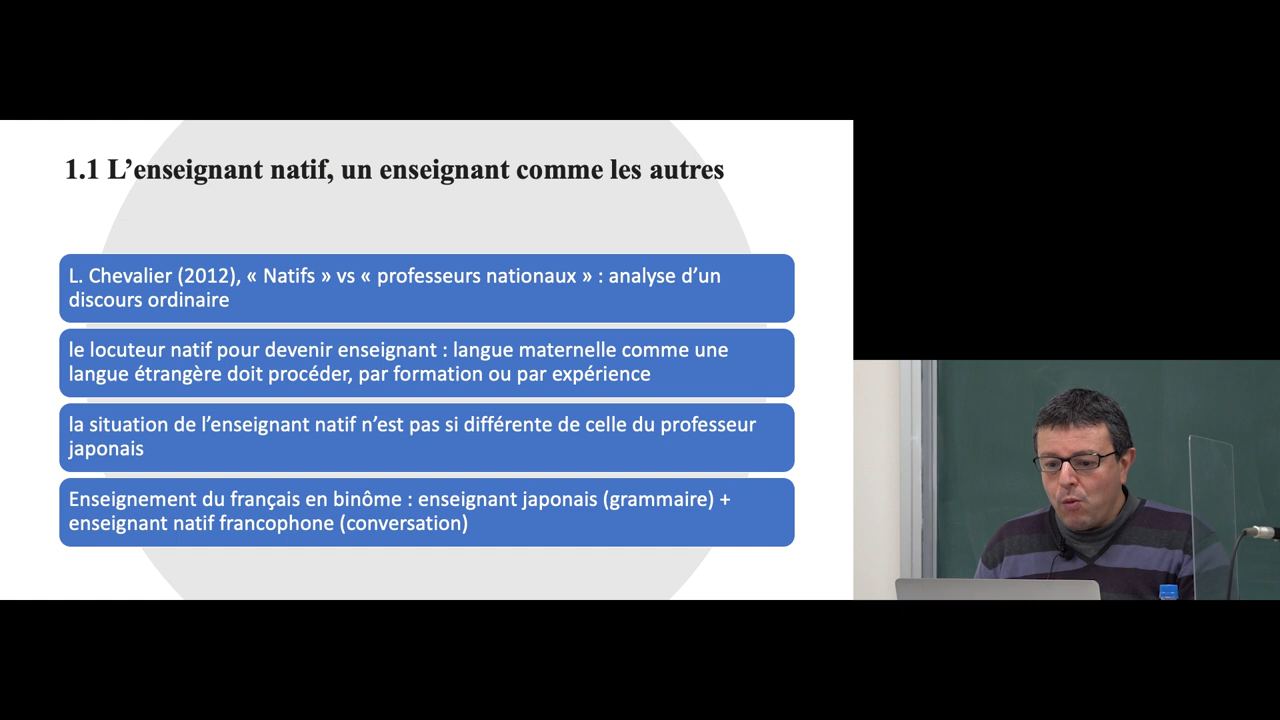 1.1 L’enseignant natif, un enseignant comme les autres
L. Chevalier (2012), « Natifs » vs « professeurs nationaux » : analyse d’un
discours ordinaire
le locuteur natif pour devenir enseignant : langue maternelle comme une
langue étrangère doit procéder, par formation ou par expérience
la situation de l’enseignant natif n’est pas si différente de celle du professeur
japonais
Enseignement du français en binôme : enseignant japonais (grammaire) +
enseignant natif francophone (conversation)